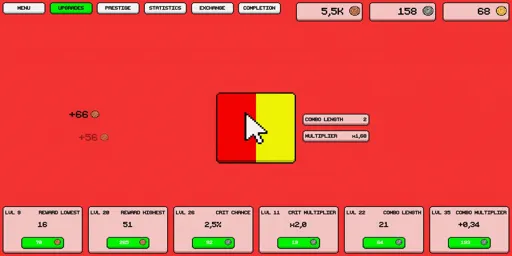 MENU
UPGRADES
PRESTIGE
STATISTICS
EXCHANGE
COMPLETION
5,5K
158
68
+66
+56
COMBO LENGTH 2
MULTIPLIER x1,68
LVL 9 REWARD LOWEST
16
LVL 20 REWARD HIGHEST
51
LVL 26 CRIT CHANCE
2,5%
LVL 11 CRIT MULTIPLIER
x2,0
LVL 22 COMBO LENGTH
21
LVL 35 COMBO MULTIPLIER
+0,34